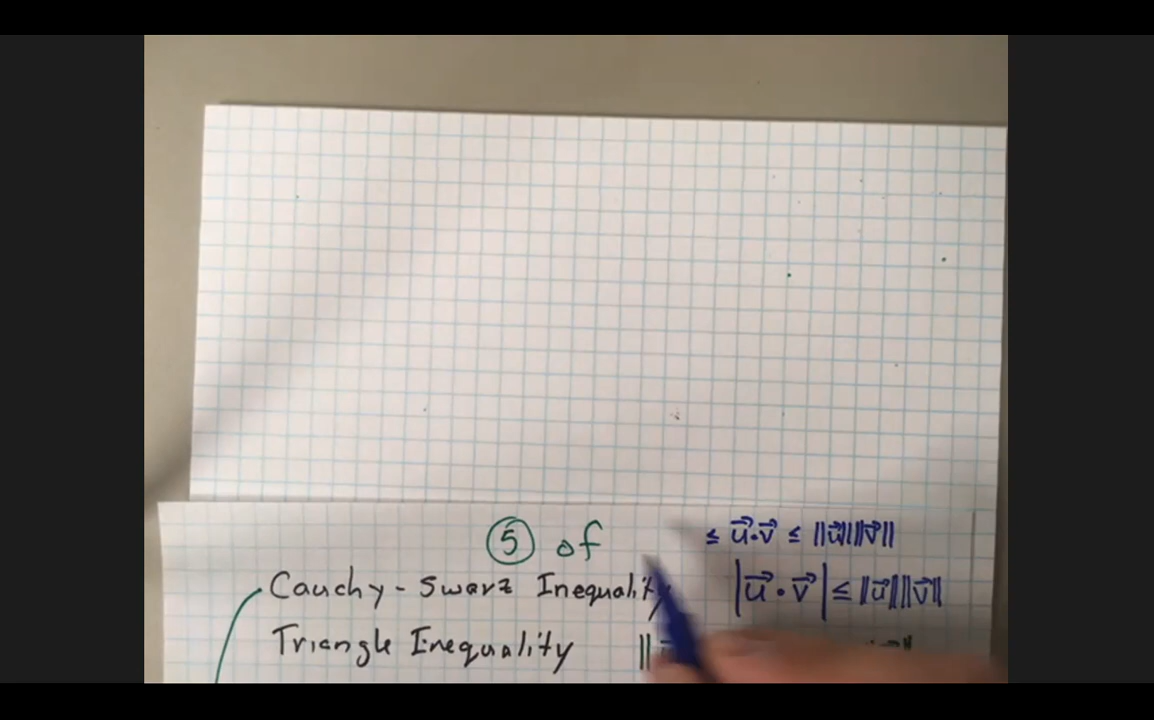 ⑤ of
≤ u⃗·v⃗ ≤ ||u⃗||||v⃗||
Cauchy - Swarz Inequality |u⃗ · v⃗| ≤ ||u⃗||||v⃗||
Triangle Inequality ||